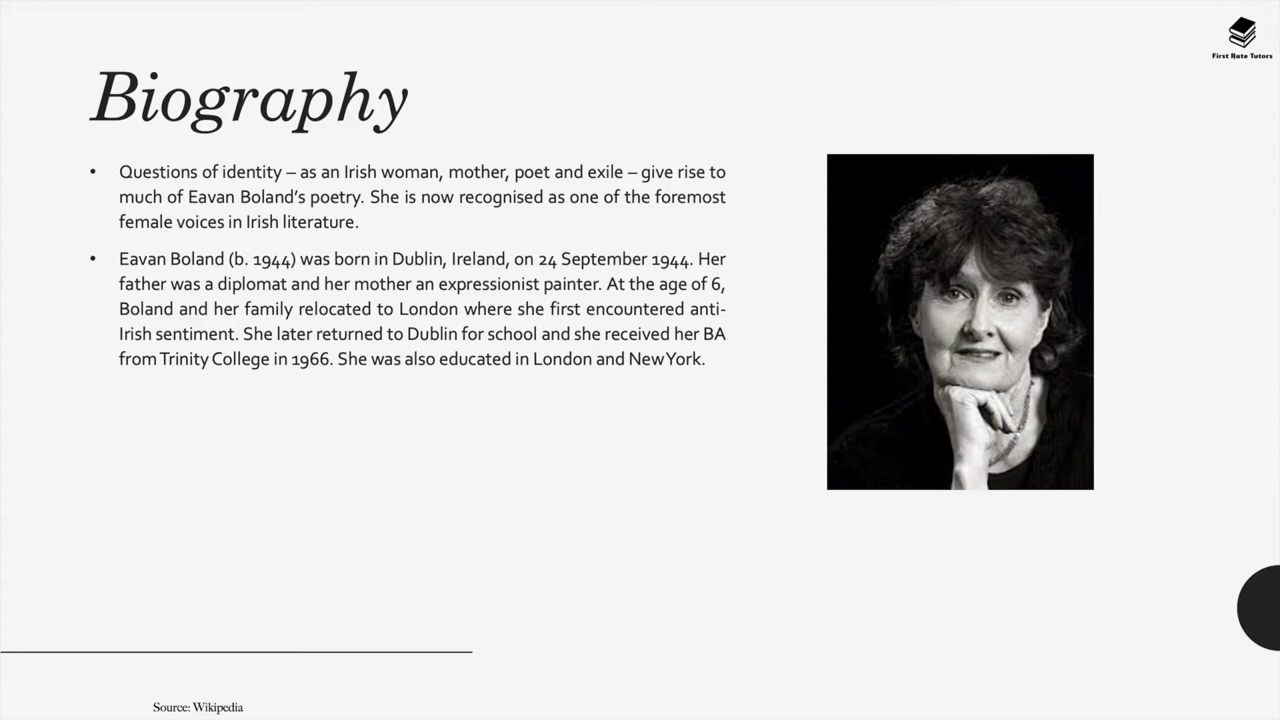 First Rate Tutors
Biography
• Questions of identity – as an Irish woman, mother, poet and exile – give rise to
much of Eavan Boland's poetry. She is now recognised as one of the foremost
female voices in Irish literature.
• Eavan Boland (b. 1944) was born in Dublin, Ireland, on 24 September 1944. Her
father was a diplomat and her mother an expressionist painter. At the age of 6,
Boland and her family relocated to London where she first encountered anti-
Irish sentiment. She later returned to Dublin for school and she received her BA
from Trinity College in 1966. She was also educated in London and New York.
Source: Wikipedia